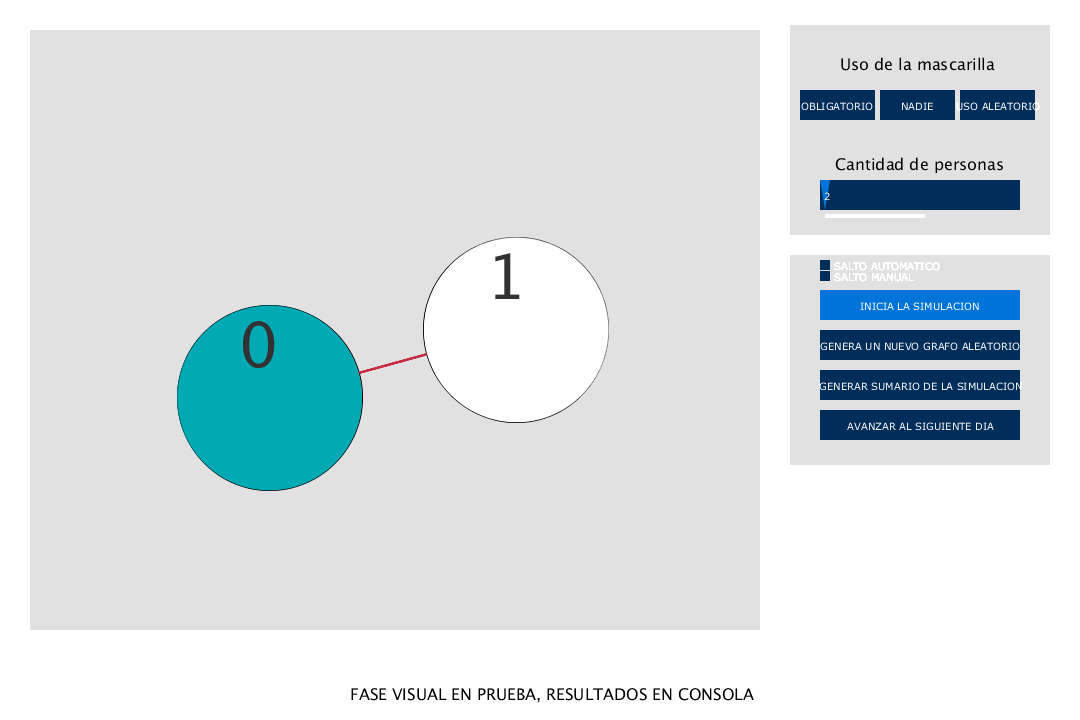 Uso de la mascarilla
OBLIGATORIO
NADIE
USO ALEATORIO
Cantidad de personas
2
SALTO AUTOMATICO
SALTO MANUAL
INICIA LA SIMULACION
GENERA UN NUEVO GRAFO ALEATORIO
GENERAR SUMARIO DE LA SIMULACION
AVANZAR AL SIGUIENTE DIA
1
0
FASE VISUAL EN PRUEBA, RESULTADOS EN CONSOLA